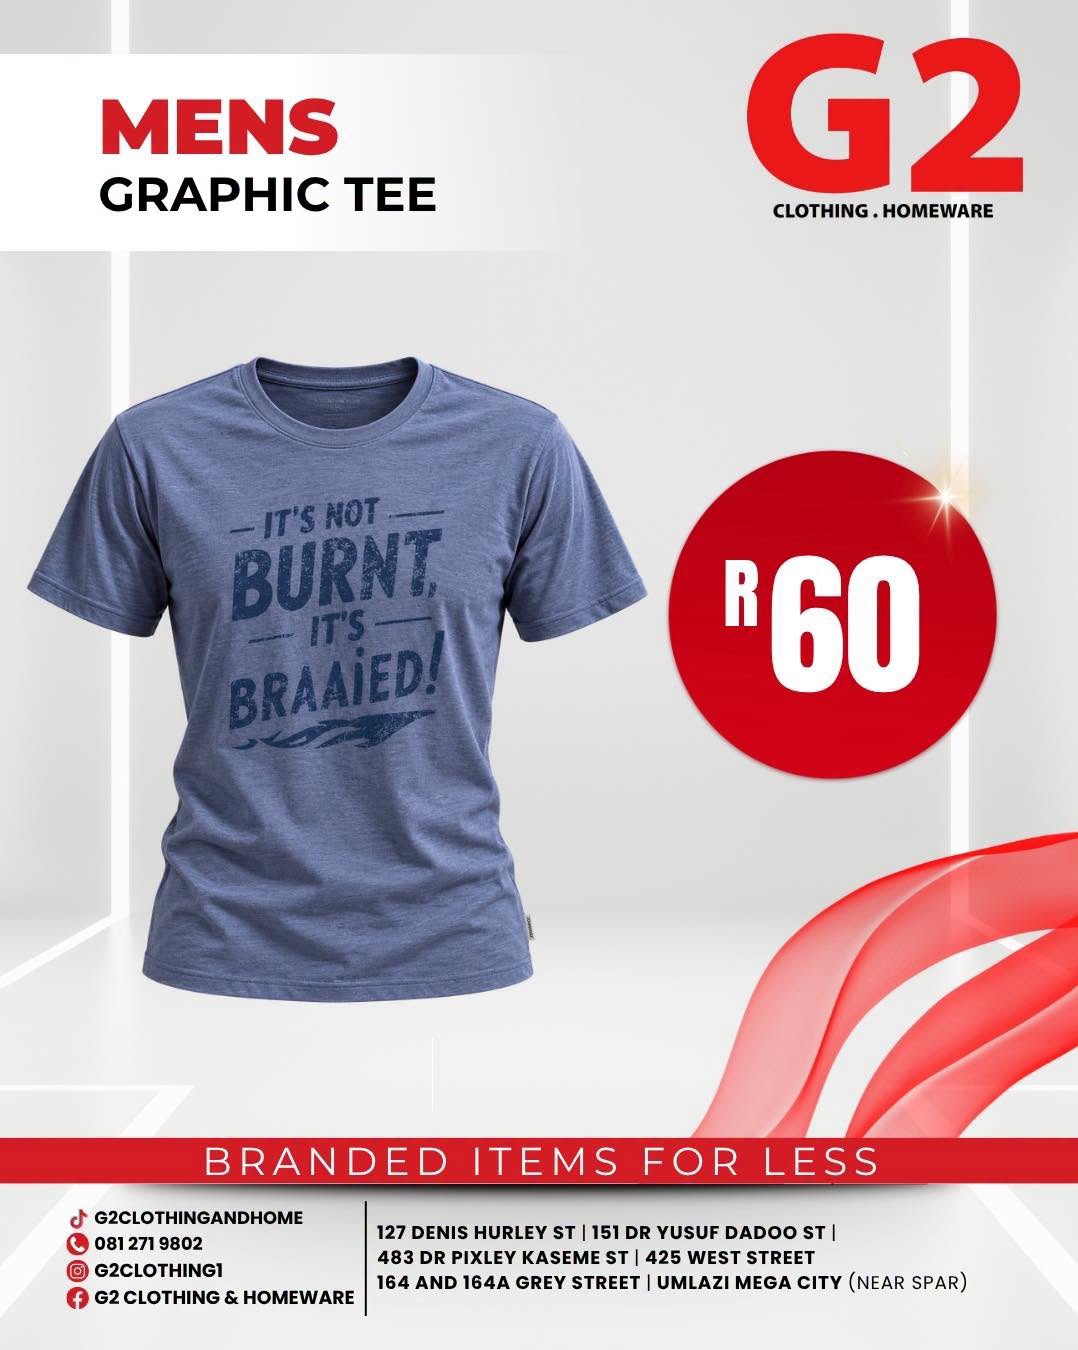 MENS
GRAPHIC TEE
G2
CLOTHING . HOMEWARE
IT'S NOT
BURNT,
IT'S
BRAAiED!
R60
BRANDED ITEMS FOR LESS
G2CLOTHINGANDHOME
081 271 9802
G2CLOTHING1
G2 CLOTHING & HOMEWARE
127 DENIS HURLEY ST | 151 DR YUSUF DADOO ST |
483 DR PIXLEY KASEME ST | 425 WEST STREET
164 AND 164A GREY STREET | UMLAZI MEGA CITY (NEAR SPAR)